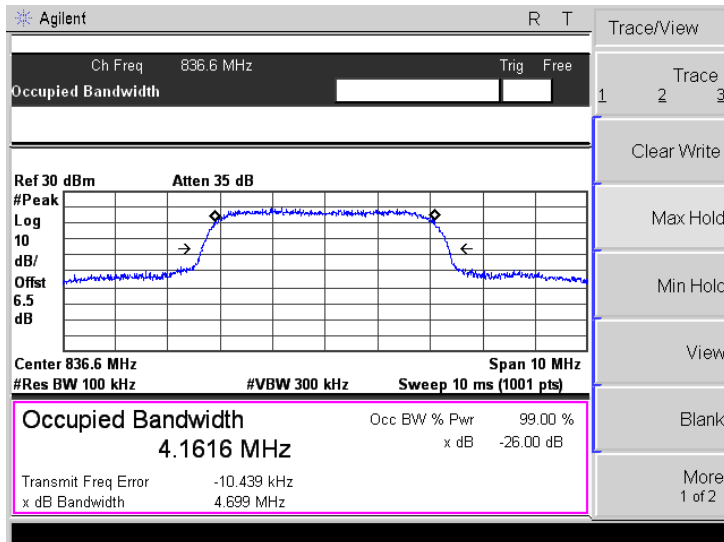 Agilent R T
Trace/View
Ch Freq 836.6 MHz Trig Free
Occupied Bandwidth
Trace
1 2 3
Clear Write
Max Hold
Min Hold
View
Blank
More
1 of 2
Ref 30 dBm Atten 35 dB
#Peak
Log
10
dB/
Offst
6.5
dB
Center 836.6 MHz Span 10 MHz
#Res BW 100 kHz #VBW 300 kHz Sweep 10 ms (1001 pts)
Occupied Bandwidth Occ BW % Pwr 99.00 %
4.1616 MHz x dB -26.00 dB
Transmit Freq Error -10.439 kHz
x dB Bandwidth 4.699 MHz